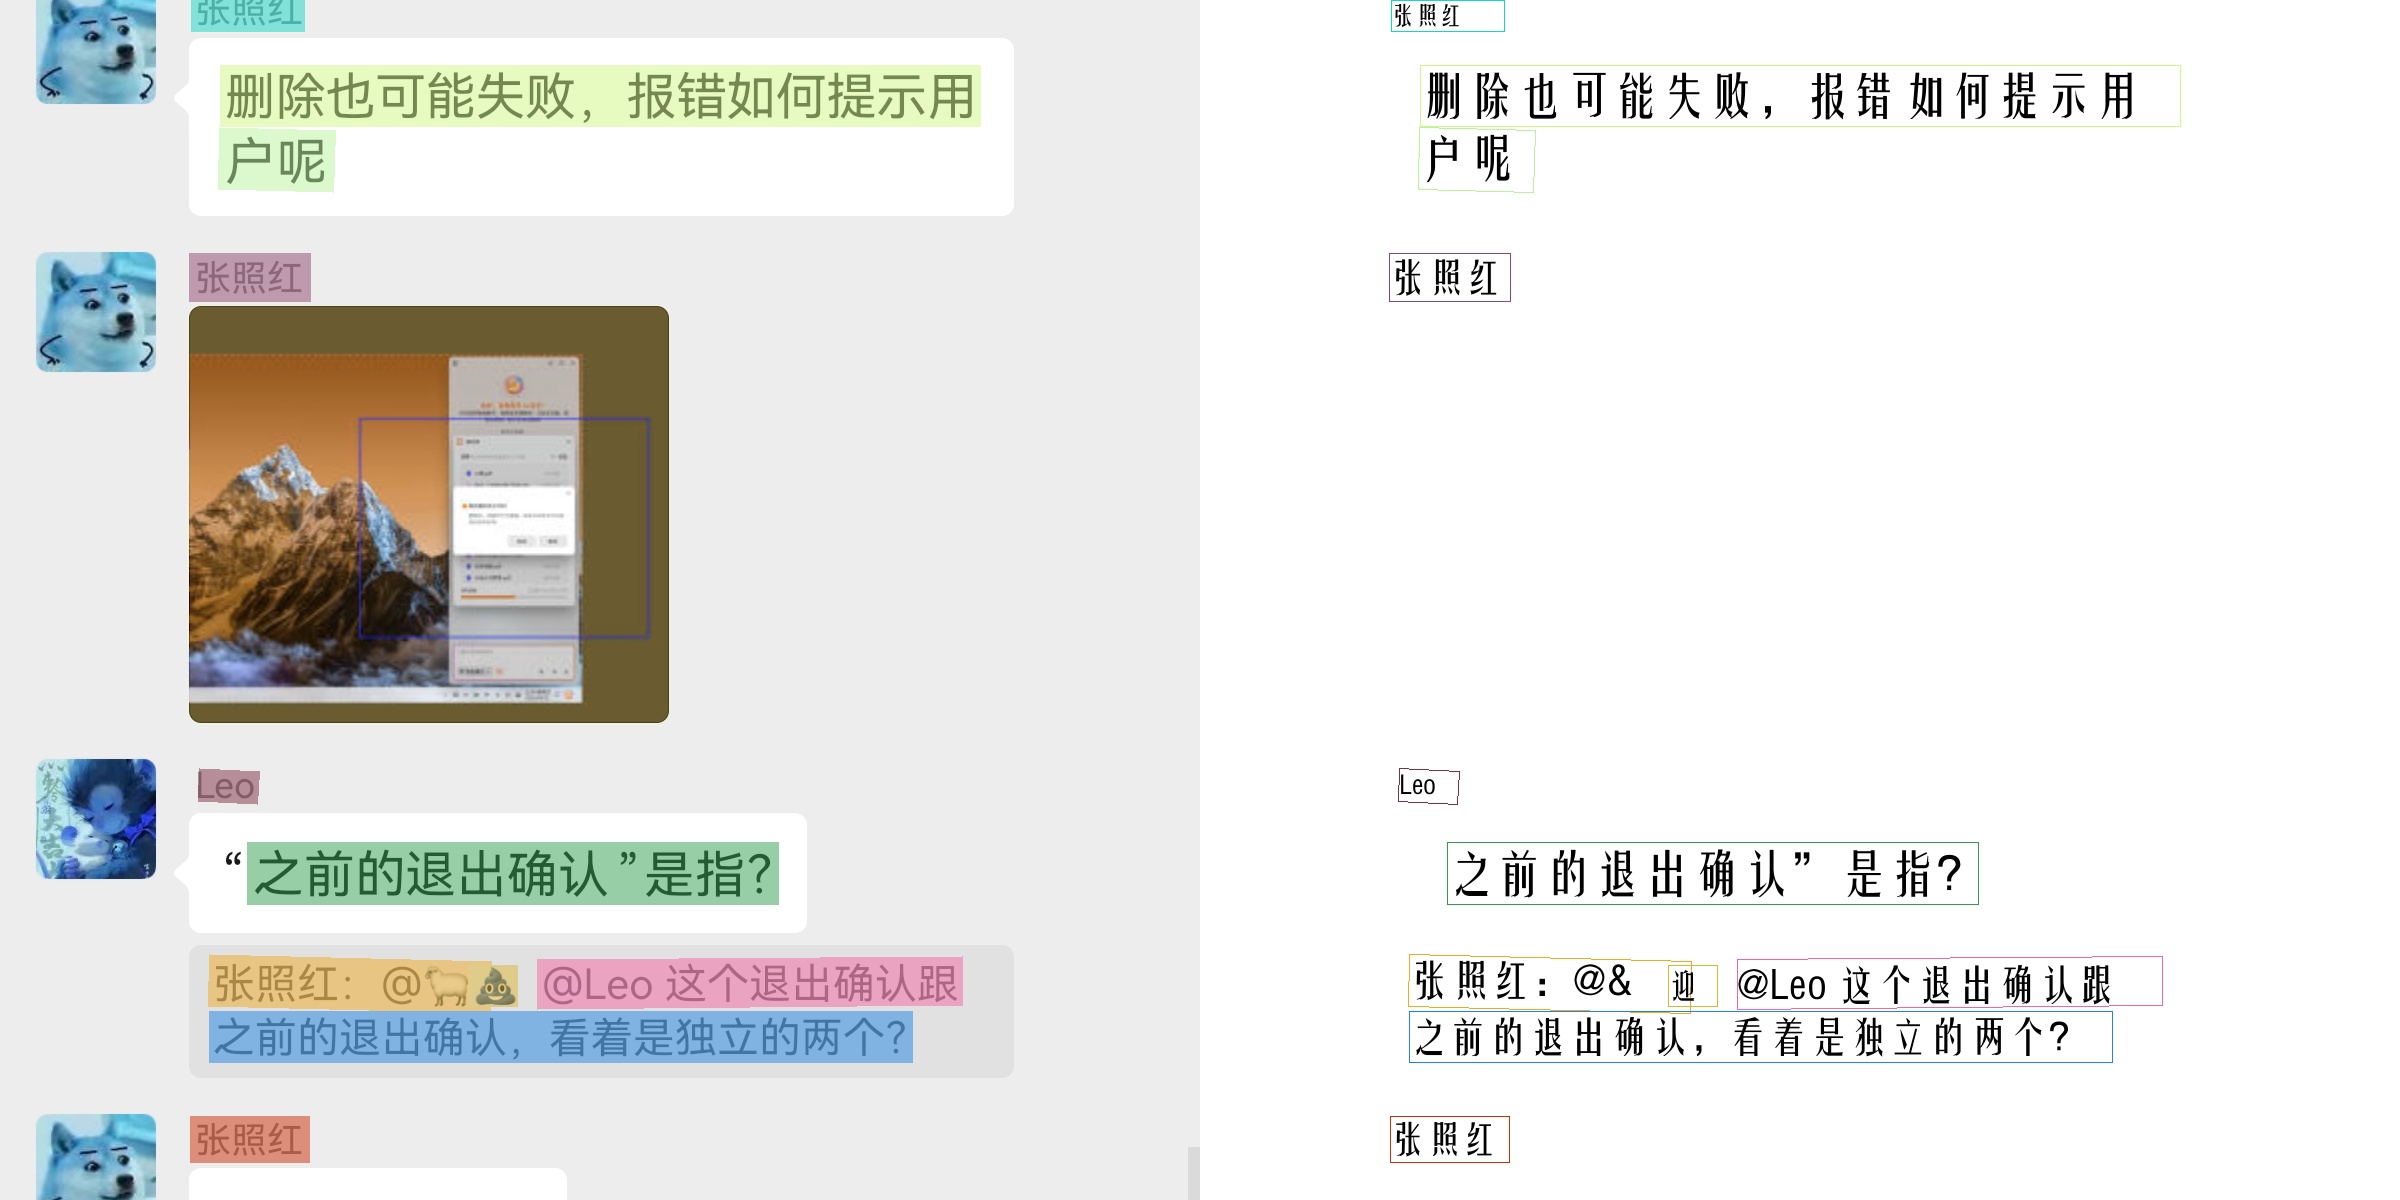 张照红
张照红
删除也可能失败，报错如何提示用
户呢
删除也可能失败，报错如何提示用
户呢
张照红
张照红
Leo
Leo
“之前的退出确认”是指?
之前的退出确认”是指?
张照红：@🐑💩 @Leo 这个退出确认跟
之前的退出确认，看着是独立的两个?
张照红：@& 迎 @Leo 这个退出确认跟
之前的退出确认，看着是独立的两个?
张照红
张照红